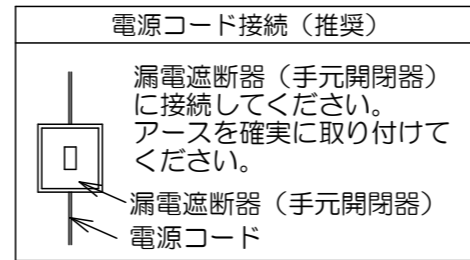 電源コード接続（推奨）
漏電遮断器（手元開閉器）
に接続してください。
アースを確実に取り付けて
ください。
漏電遮断器（手元開閉器）
電源コード